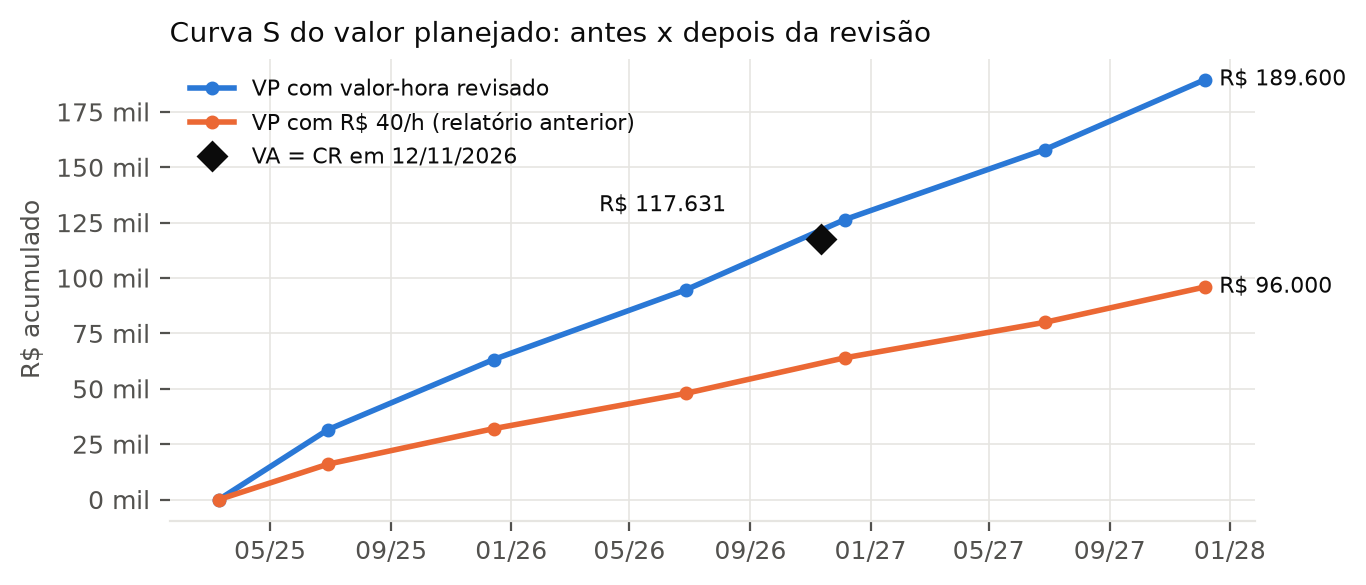 Curva S do valor planejado: antes x depois da revisão
VP com valor-hora revisado
VP com R$ 40/h (relatório anterior)
VA = CR em 12/11/2026
R$ acumulado
175 mil
150 mil
125 mil
100 mil
75 mil
50 mil
25 mil
0 mil
R$ 189.600
R$ 117.631
R$ 96.000
05/25 09/25 01/26 05/26 09/26 01/27 05/27 09/27 01/28